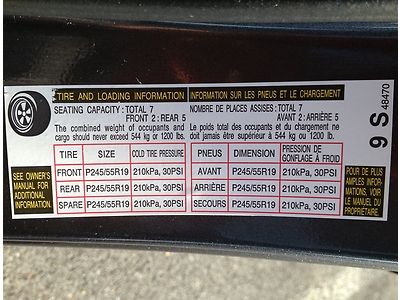 TIRE AND LOADING INFORMATION
SEATING CAPACITY : TOTAL 7
FRONT 2 : REAR 5
The combined weight of occupants and
cargo should never exceed 544 kg or 1200 lbs.
INFORMATION SUR LES PNEUS ET LE CHARGEMENT
NOMBRE DE PLACES ASSISES : TOTAL 7
AVANT 2 : ARRIÈRE 5
Le poids total des occupants et du chargement ne
doit jamais être supérieur à 544 kg ou 1200 lb.
SEE OWNER'S
MANUAL FOR
ADDITIONAL
INFORMATION.
TIRE SIZE COLD TIRE PRESSURE
FRONT P245/55R19 210kPa, 30PSI
REAR P245/55R19 210kPa, 30PSI
SPARE P245/55R19 210kPa, 30PSI
PNEUS DIMENSION PRESSION DE
GONFLAGE À FROID
AVANT P245/55R19 210kPa, 30PSI
ARRIÈRE P245/55R19 210kPa, 30PSI
SECOURS P245/55R19 210kPa, 30PSI
POUR DE PLUS
AMPLES INFOR-
MATIONS, VOIR
LE MANUEL DU
PROPRIÉTAIRE.
48470
9 S